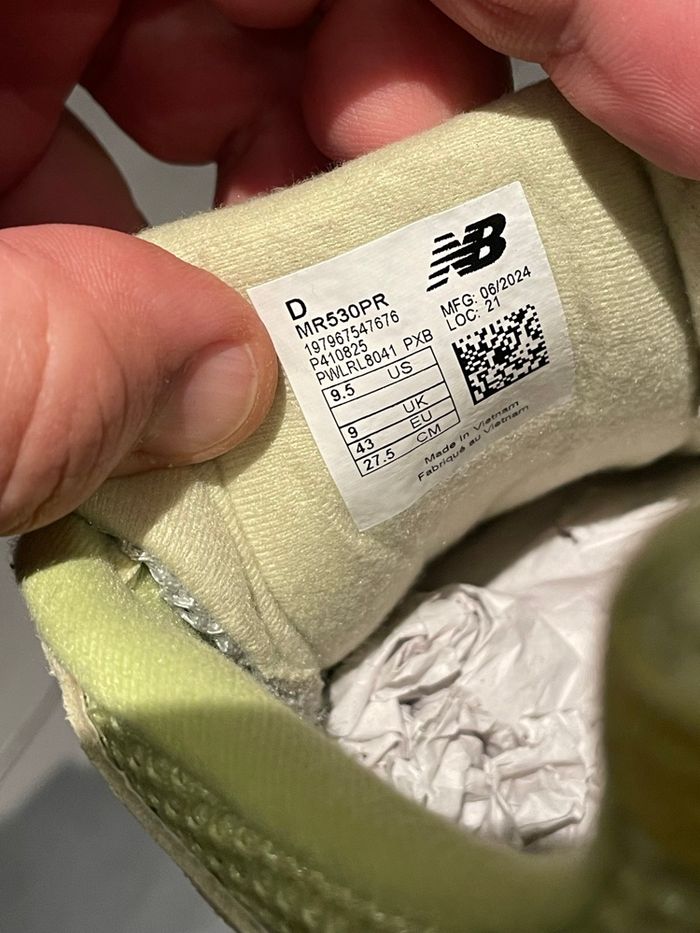 NB
D
MR530PR
197967547676
P410825
PWLRL8041 PXB
MFG: 06/2024
LOC: 21
9.5 US
9 UK
43 EU
27.5 CM
Made in Vietnam
Fabriqué au Vietnam